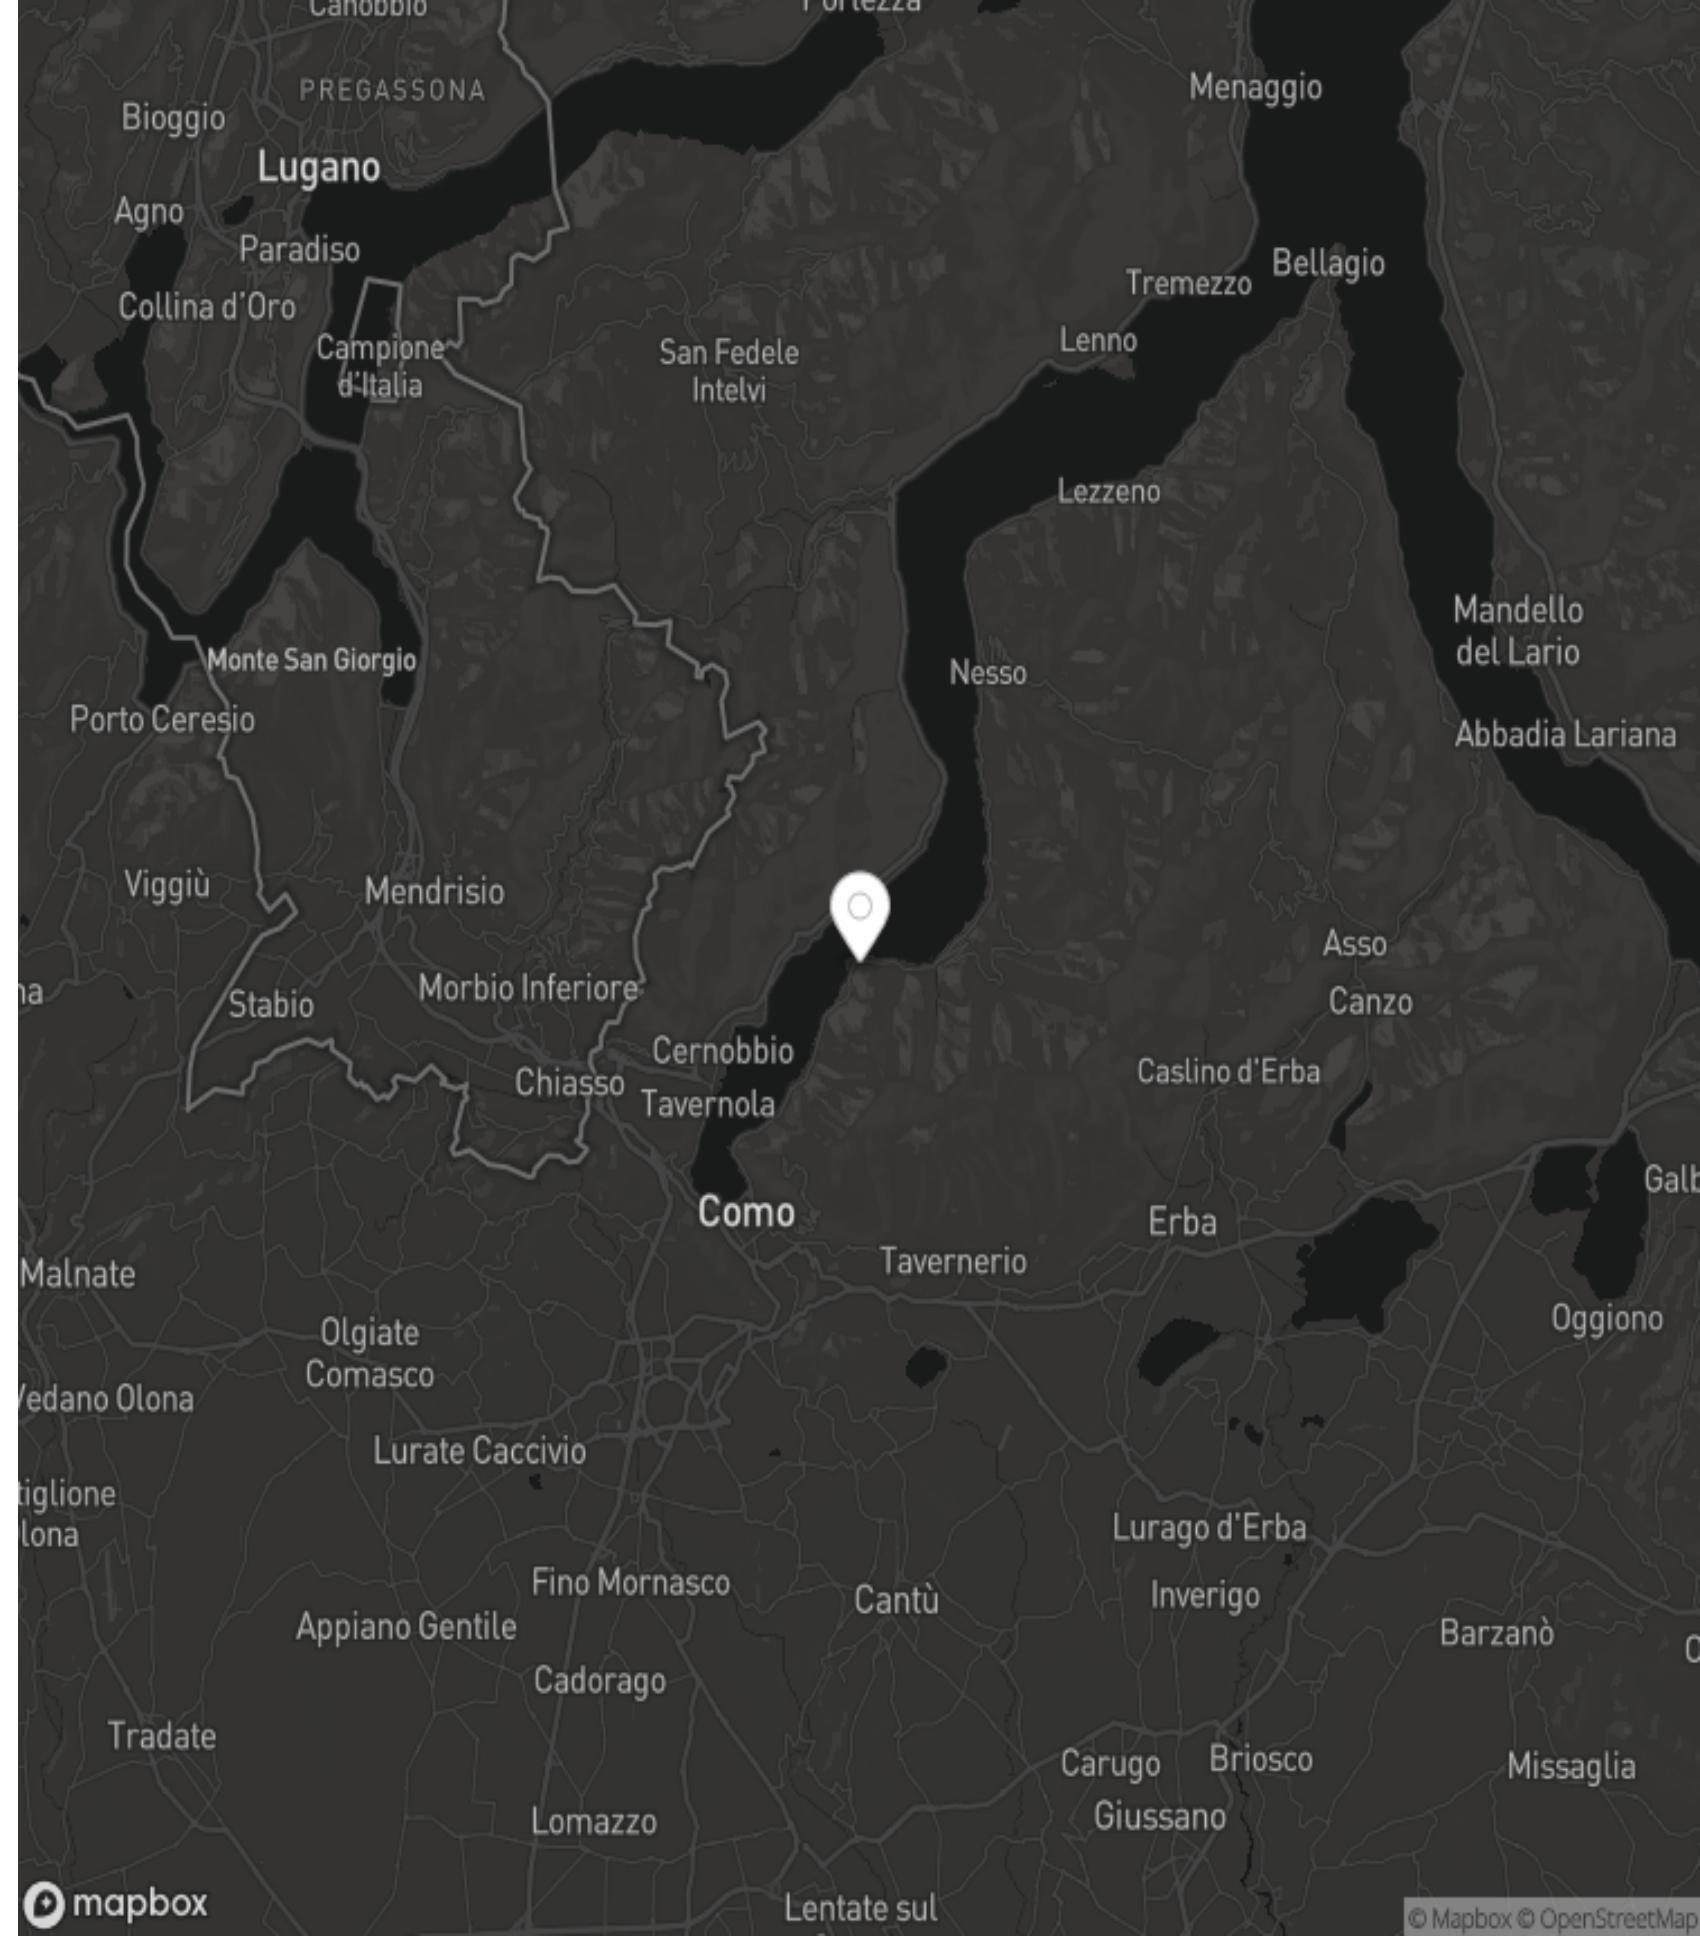 Canobbio
PREGASSONA
Menaggio
Bioggio
Lugano
Agno
Paradiso
Bellagio
Tremezzo
Collina d'Oro
Lenno
Campione
d'Italia
San Fedele
Intelvi
Lezzeno
Mandello
del Lario
Monte San Giorgio
Nesso
Porto Ceresio
Abbadia Lariana
Viggiù
Mendrisio
Asso
Morbio Inferiore
Stabio
Canzo
Cernobbio
Caslino d'Erba
Chiasso
Tavernola
Como
Erba
Tavernerio
Malnate
Oggiono
Olgiate
Comasco
Vedano Olona
Lurate Caccivio
Lurago d'Erba
Fino Mornasco
Cantù
Inverigo
Appiano Gentile
Barzanò
Cadorago
Tradate
Carugo
Briosco
Missaglia
Giussano
Lomazzo
Lentate sul
mapbox
© Mapbox © OpenStreetMap